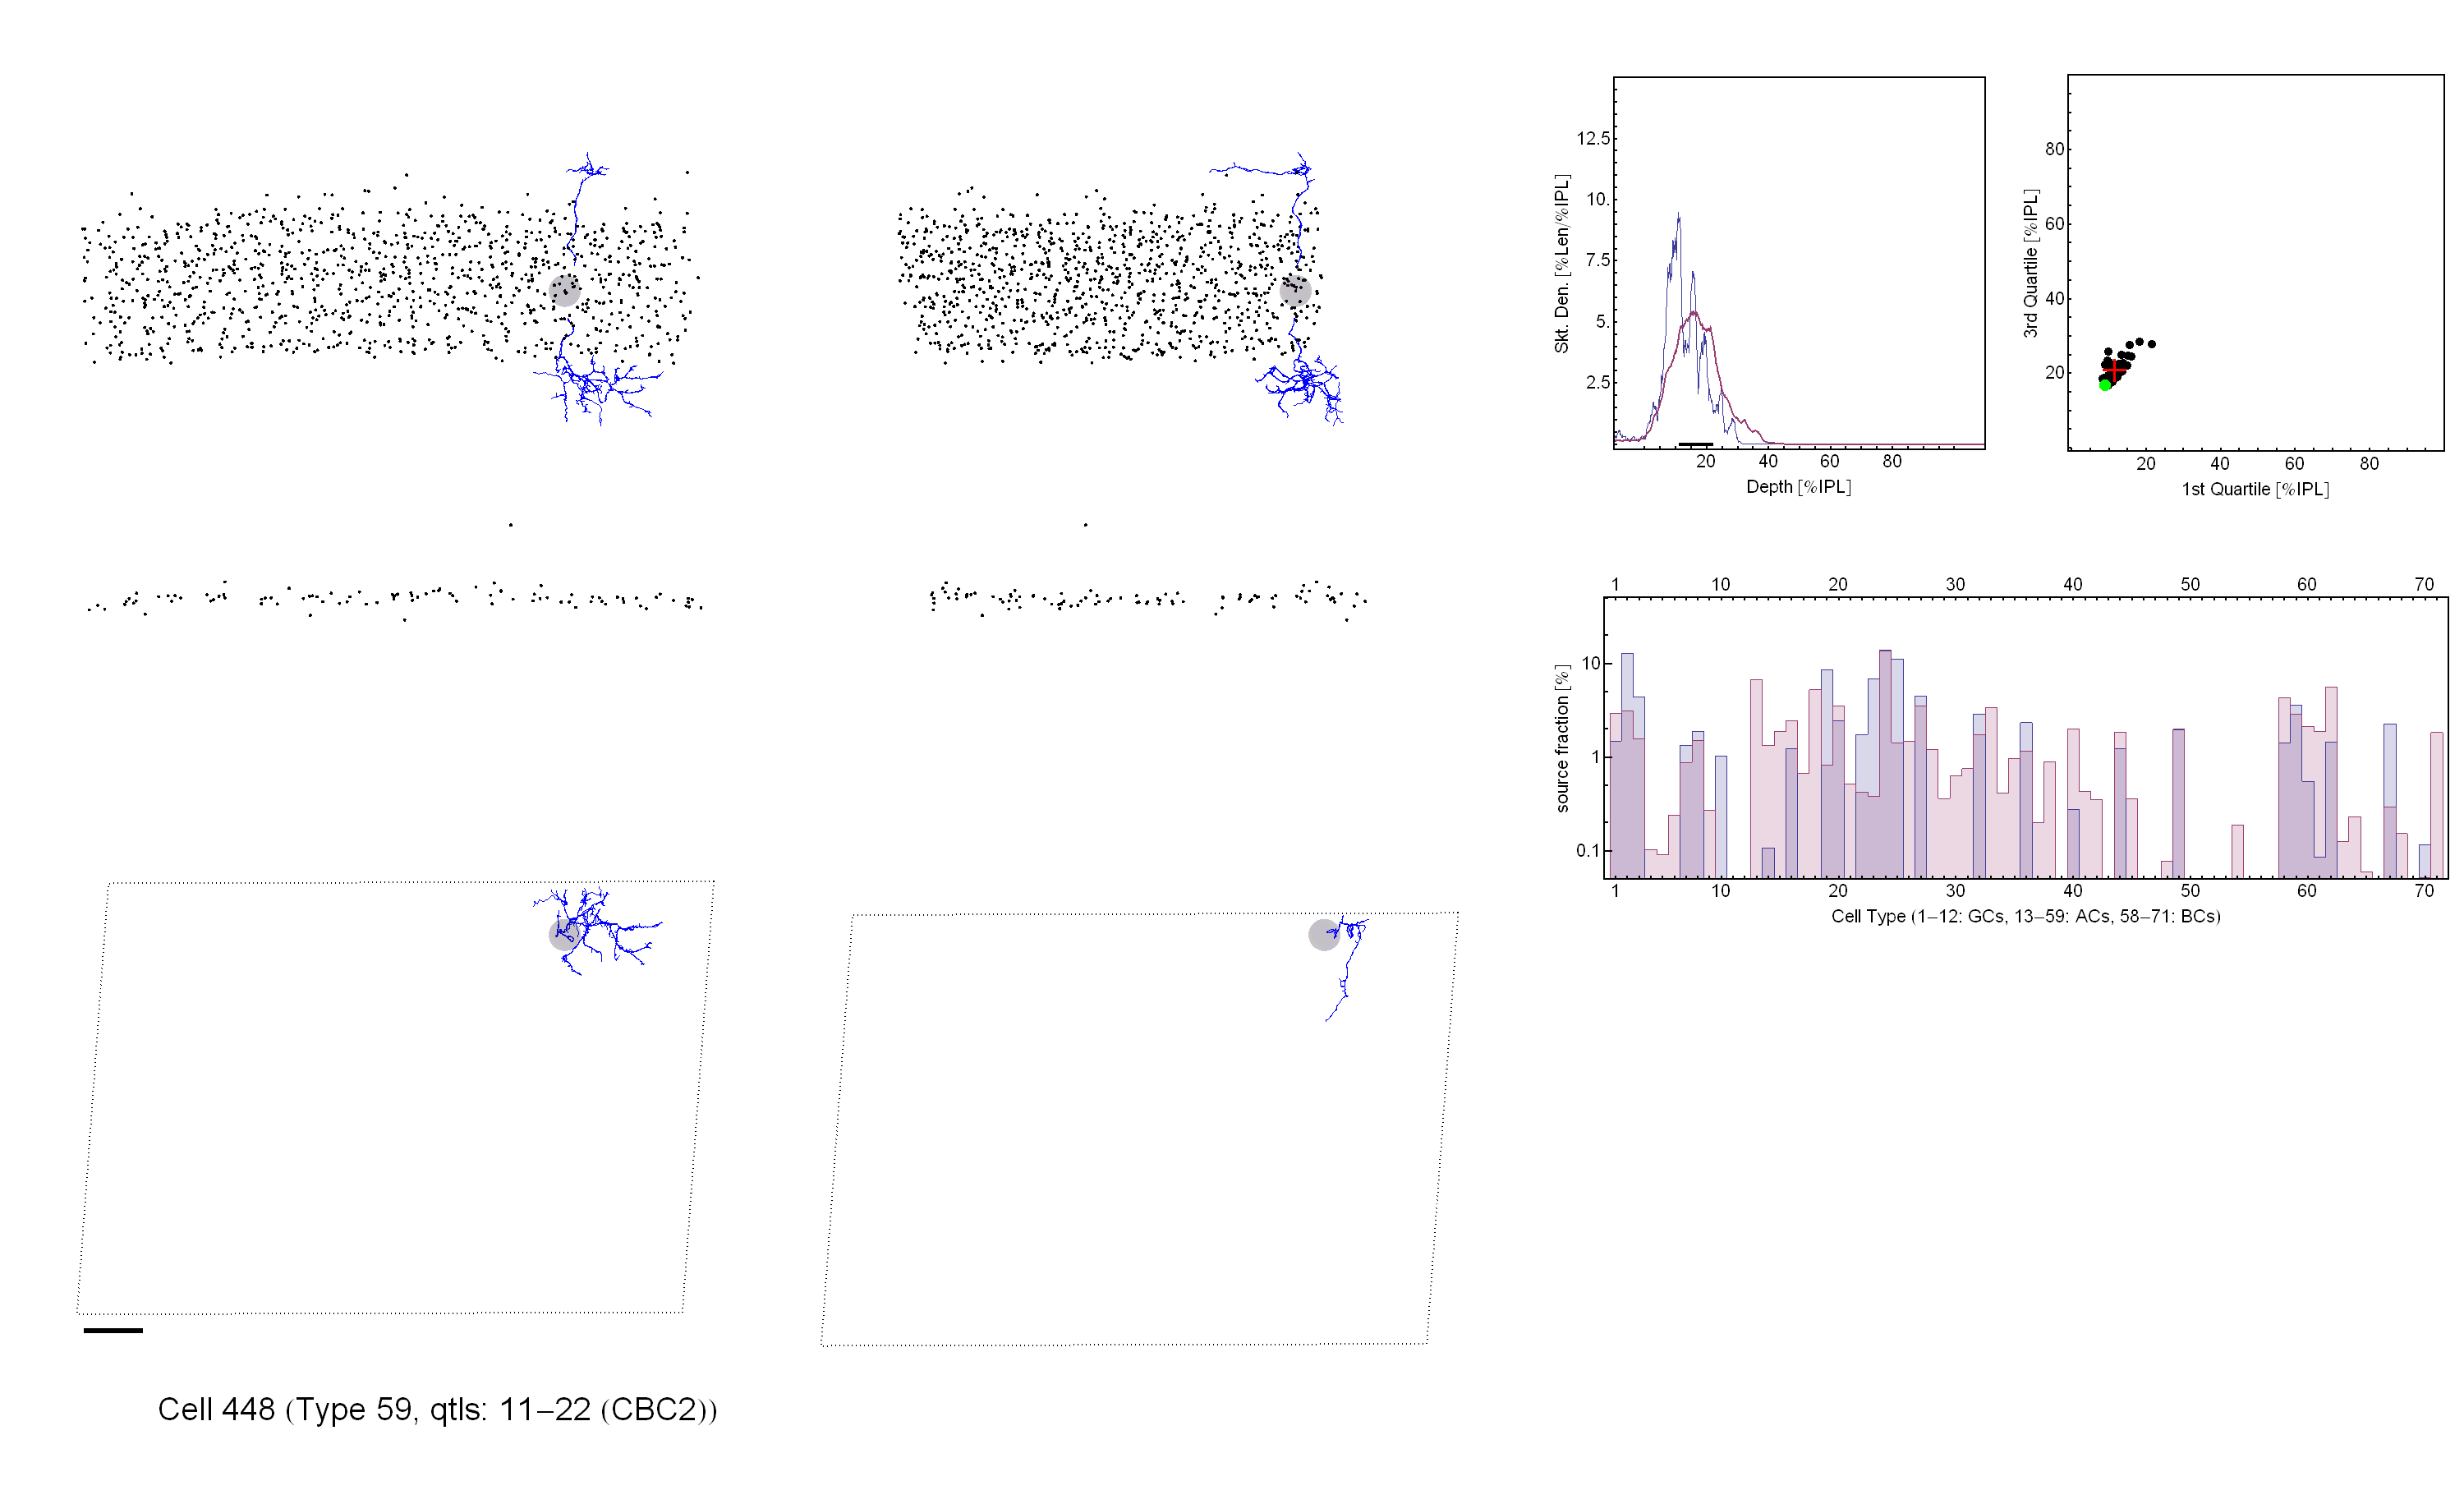 Skt. Den. [%Len/%IPL]
12.5
10.
7.5
5.
2.5
20 40 60 80
Depth [%IPL]
3rd Quartile [%IPL]
80
60
40
20
20 40 60 80
1st Quartile [%IPL]
1 10 20 30 40 50 60 70
source fraction [%]
10
1
0.1
1 10 20 30 40 50 60 70
Cell Type (1–12: GCs, 13–59: ACs, 58–71: BCs)
Cell 448 (Type 59, qtls: 11–22 (CBC2))